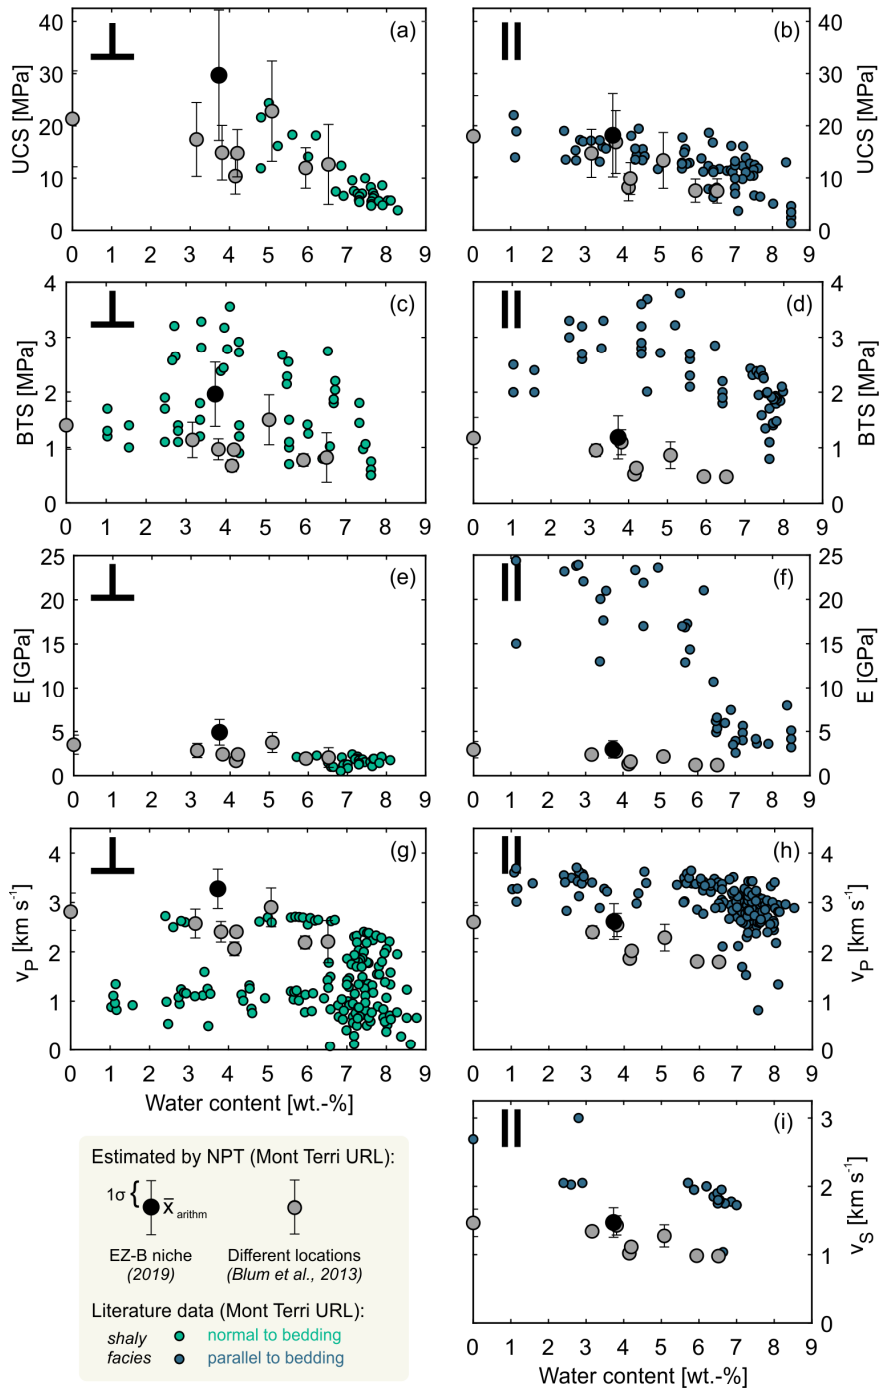 (a)
UCS [MPa]
40
30
20
10
0
0 1 2 3 4 5 6 7 8 9
(b)
UCS [MPa]
40
30
20
10
0
0 1 2 3 4 5 6 7 8 9
(c)
BTS [MPa]
4
3
2
1
0
0 1 2 3 4 5 6 7 8 9
(d)
BTS [MPa]
4
3
2
1
0
0 1 2 3 4 5 6 7 8 9
(e)
E [GPa]
25
20
15
10
5
0
0 1 2 3 4 5 6 7 8 9
(f)
E [GPa]
25
20
15
10
5
0
0 1 2 3 4 5 6 7 8 9
(g)
vP [km s-1]
4
3
2
1
0
0 1 2 3 4 5 6 7 8 9
Water content [wt.-%]
(h)
vP [km s-1]
4
3
2
1
0
0 1 2 3 4 5 6 7 8 9
(i)
vS [km s-1]
3
2
1
0
0 1 2 3 4 5 6 7 8 9
Water content [wt.-%]
Estimated by NPT (Mont Terri URL):
1σ { x̅ arithm
EZ-B niche Different locations
(2019) (Blum et al., 2013)
Literature data (Mont Terri URL):
shaly normal to bedding
facies parallel to bedding